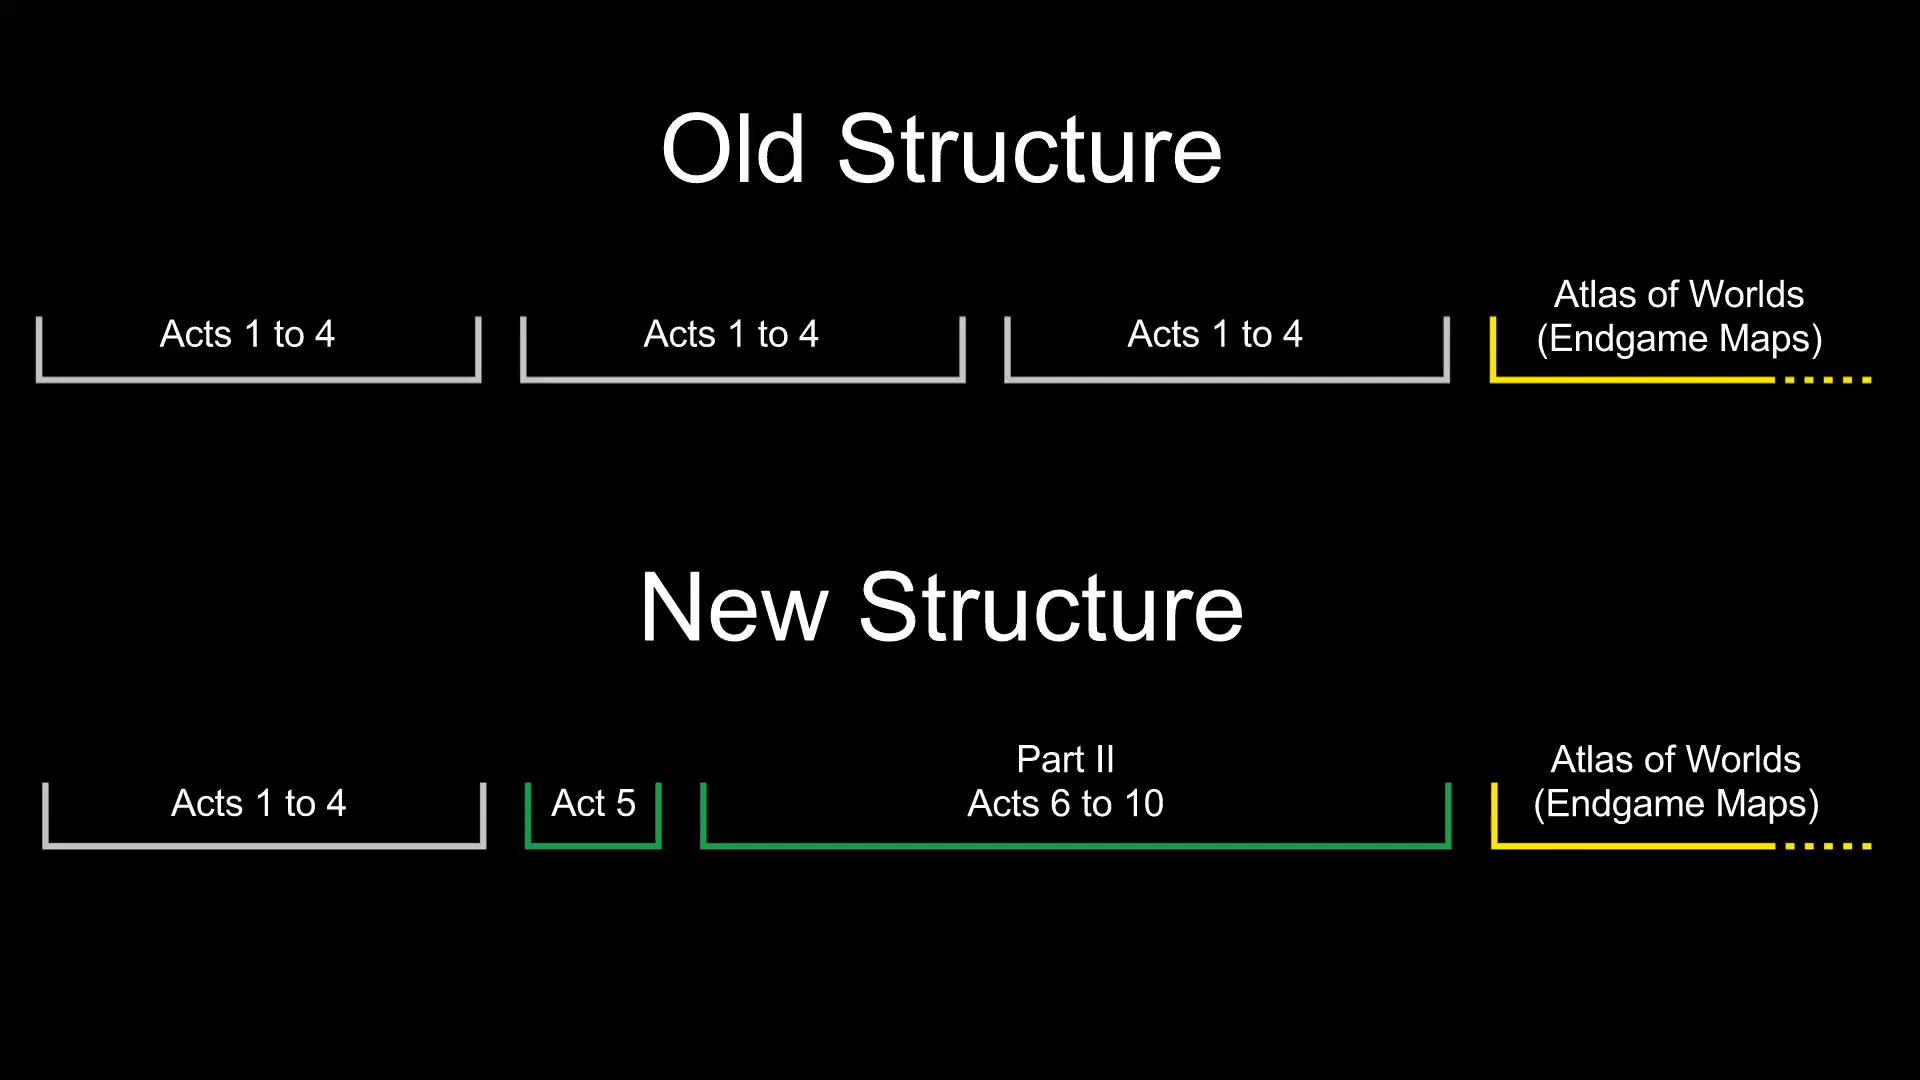 Old Structure
Acts 1 to 4
Acts 1 to 4
Acts 1 to 4
Atlas of Worlds
(Endgame Maps)
New Structure
Acts 1 to 4
Act 5
Part II
Acts 6 to 10
Atlas of Worlds
(Endgame Maps)